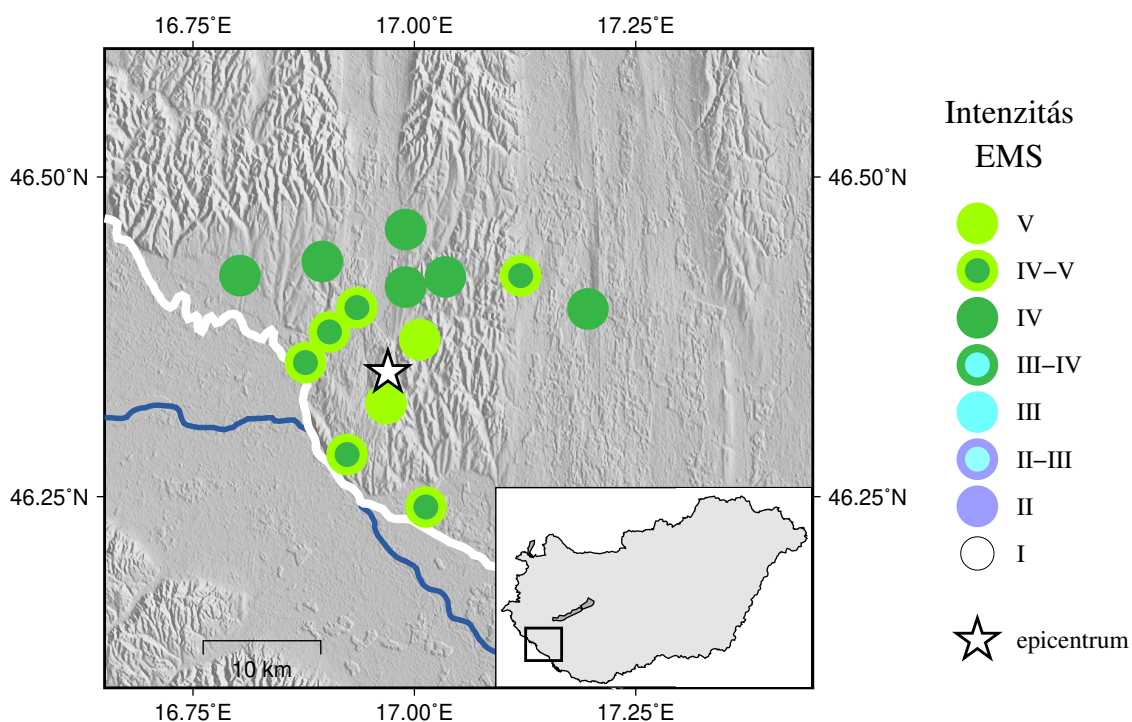 16.75˚E 17.00˚E 17.25˚E
46.50˚N 46.50˚N
46.25˚N 46.25˚N
10 km
16.75˚E 17.00˚E 17.25˚E
Intenzitás
EMS
V
IV–V
IV
III–IV
III
II–III
II
I
epicentrum